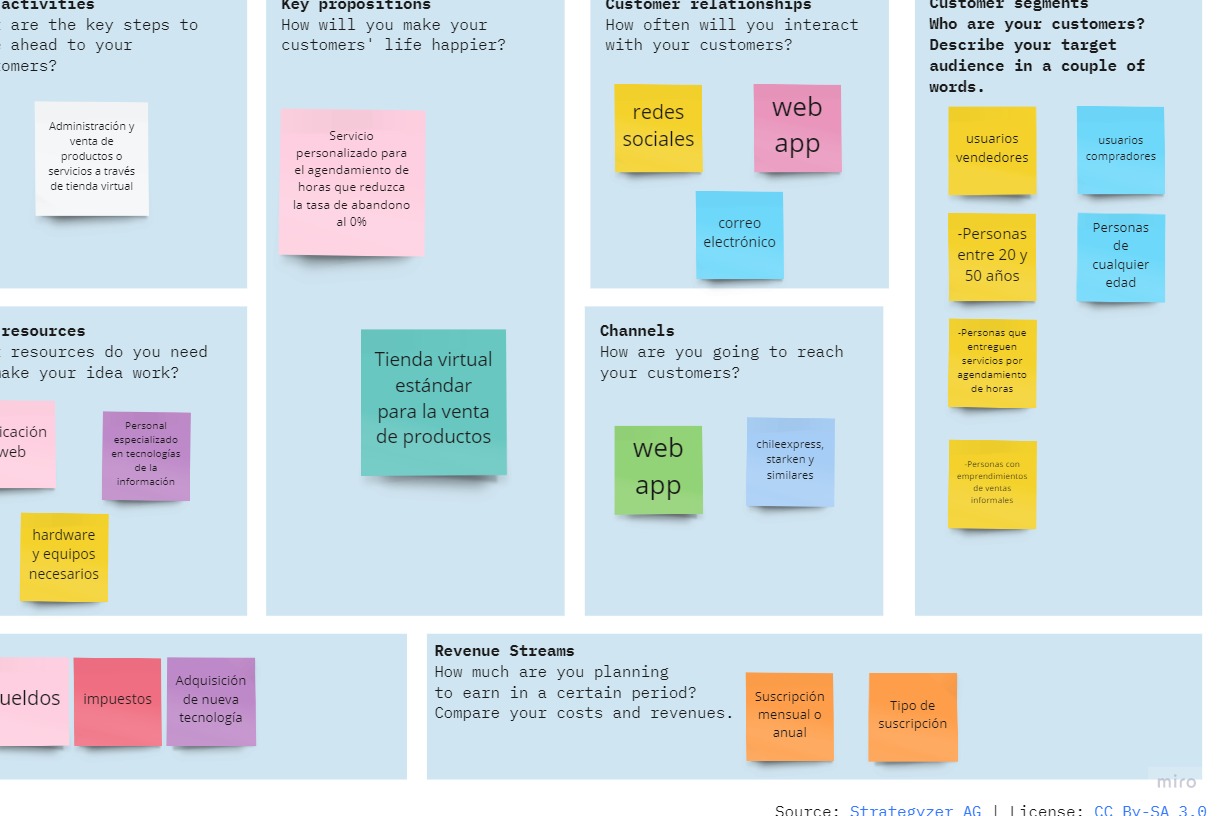 activities
are the key steps to
ahead to your
omers?
Administración y
venta de
productos o
servicios a través
de tienda virtual
Key propositions
How will you make your
customers' life happier?
Servicio
personalizado para
el agendamiento de
horas que reduzca
la tasa de abandono
al 0%
Tienda virtual
estándar
para la venta
de productos
Customer relationships
How often will you interact
with your customers?
redes
sociales
web
app
correo
electrónico
Customer segments
Who are your customers?
Describe your target
audience in a couple of
words.
usuarios
vendedores
usuarios
compradores
-Personas
entre 20 y
50 años
Personas
de
cualquier
edad
-Personas que
entreguen
servicios por
agendamiento
de horas
-Personas con
emprendimientos
de ventas
informales
resources
resources do you need
ake your idea work?
icación
web
Personal
especializado
en tecnologías
de la
información
hardware
y equipos
necesarios
Channels
How are you going to reach
your customers?
web
app
chileexpress,
starken y
similares
ueldos
impuestos
Adquisición
de nueva
tecnología
Revenue Streams
How much are you planning
to earn in a certain period?
Compare your costs and revenues.
Suscripción
mensual o
anual
Tipo de
suscripción
miro
Source: Strategyzer AG | License: CC By-SA 3.0